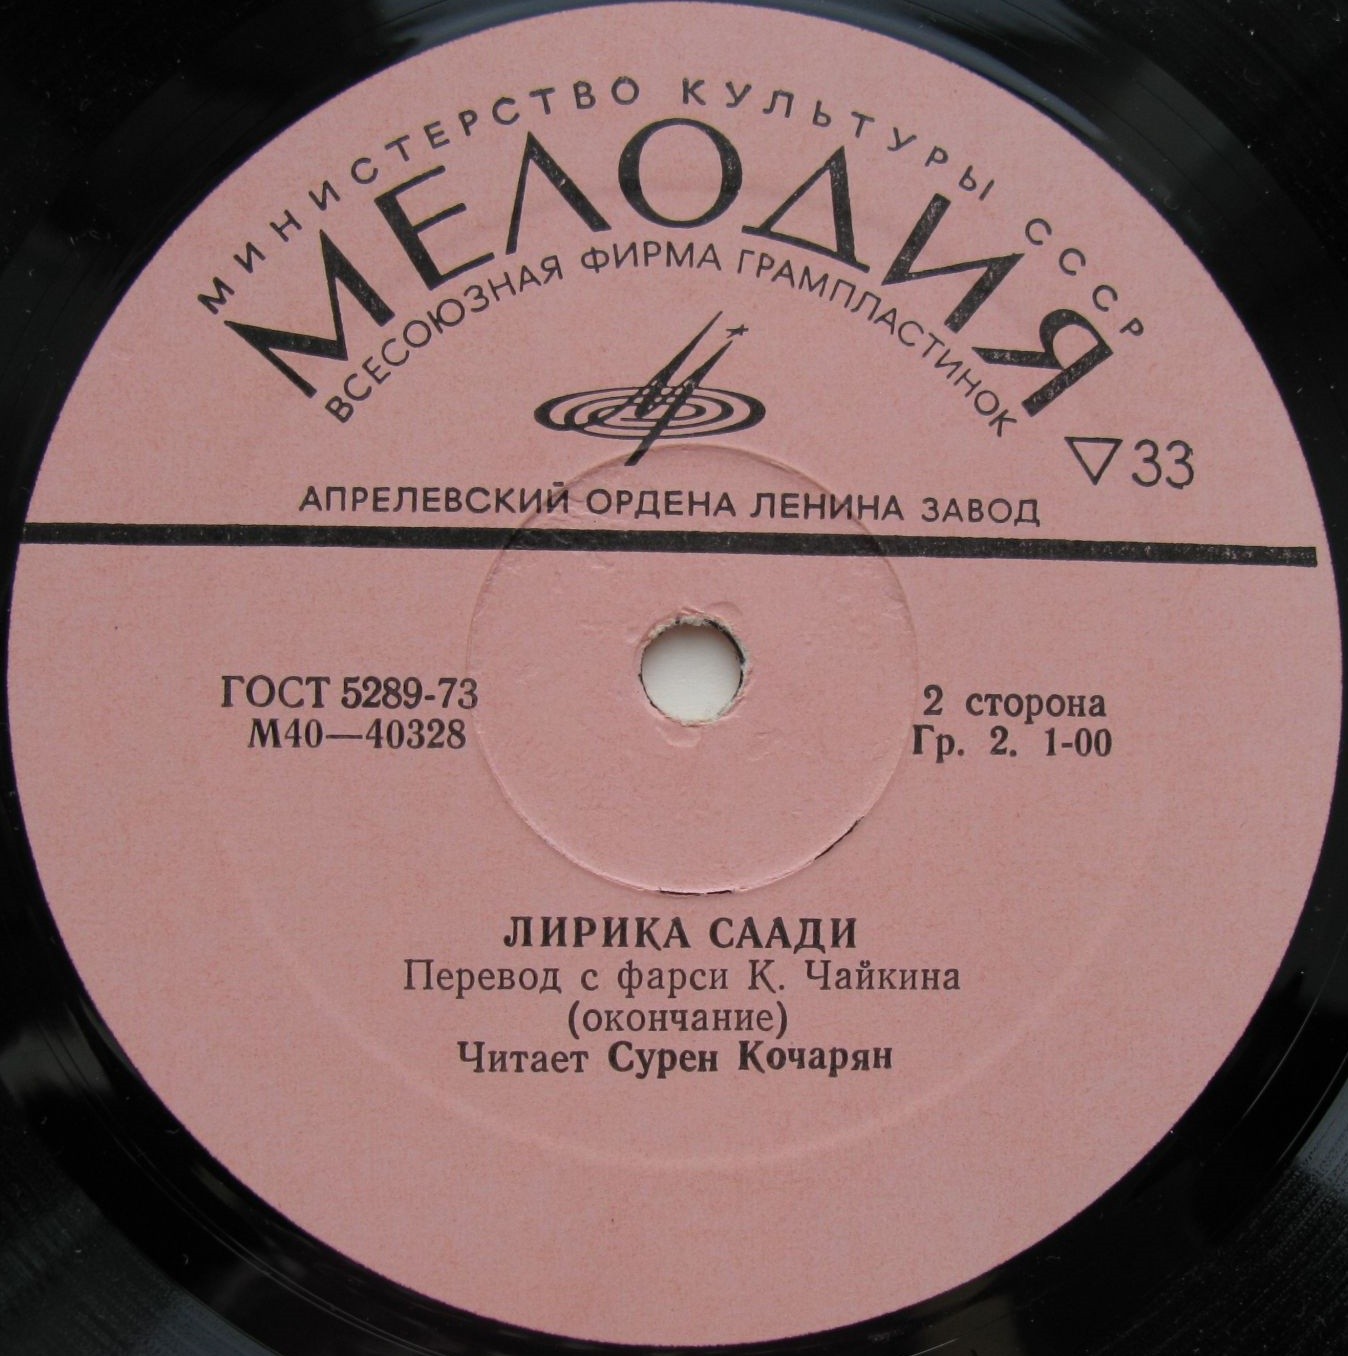 МИНИСТЕРСТВО КУЛЬТУРЫ СССР
МЕЛОДИЯ
ВСЕСОЮЗНАЯ ФИРМА ГРАМПЛАСТИНОК
33
АПРЕЛЕВСКИЙ ОРДЕНА ЛЕНИНА ЗАВОД
ГОСТ 5289-73
М40—40328
2 сторона
Гр. 2. 1-00
ЛИРИКА СААДИ
Перевод с фарси К. Чайкина
(окончание)
Читает Сурен Кочарян